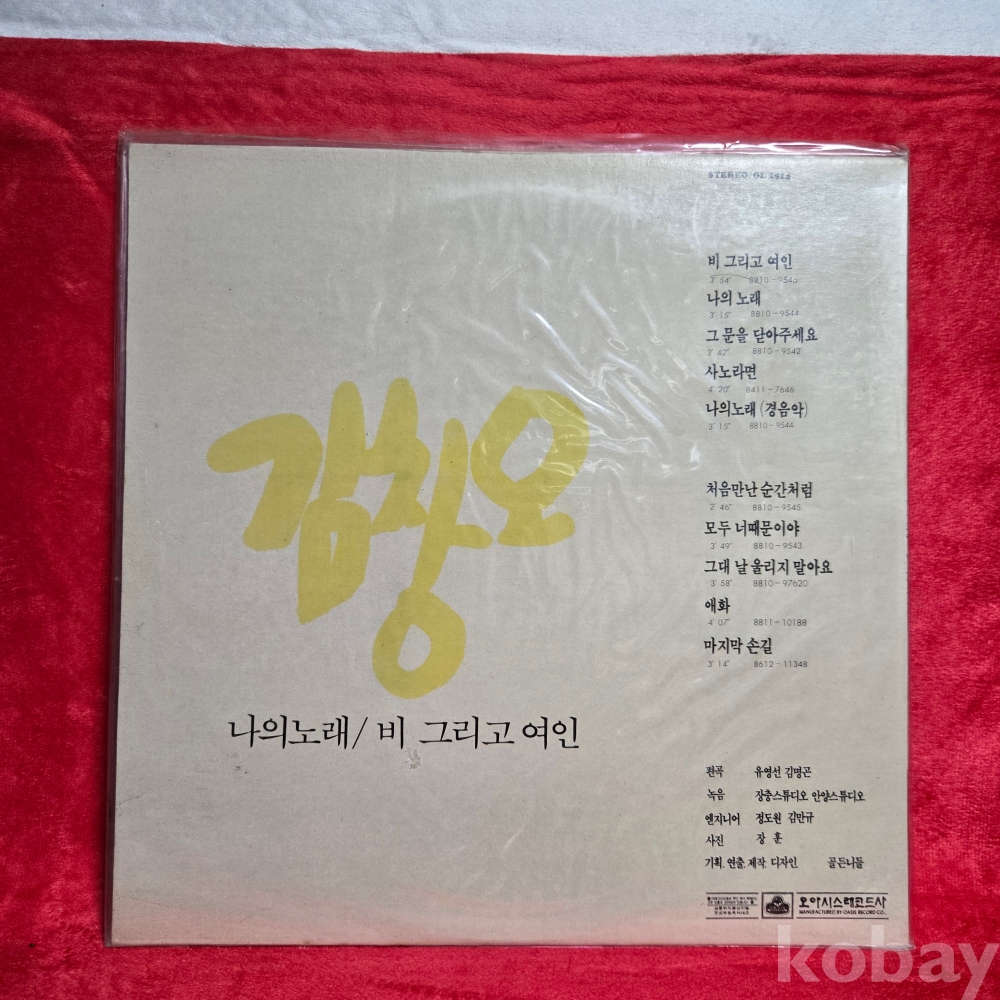 STEREO/OL
비 그리고 여인
3′ 54″ 8810-9546
나의 노래
3′ 15″ 8810-9544
그 문을 닫아주세요
3′ 42″ 8810-9542
사노라면
4′ 20″ 8411-7646
나의노래 (경음악)
3′ 15″ 8810-9544
처음만난 순간처럼
2′ 46″ 8810-9545
모두 너때문이야
3′ 49″ 8810-9543
그대 날 울리지 말아요
3′ 58″ 8810-97620
애화
4′ 07″ 8811-10188
마지막 손길
3′ 14″ 8612-11348
김창오
나의노래/ 비 그리고 여인
편곡 유영선 김명곤
녹음 장충스튜디오 안양스튜디오
엔지니어 정도원 김만규
사진 장 훈
기획. 연출. 제작. 디자인 골든니들
오아시스레코드사
MANUFACTURED BY OASIS RECORD CO.,
kobay